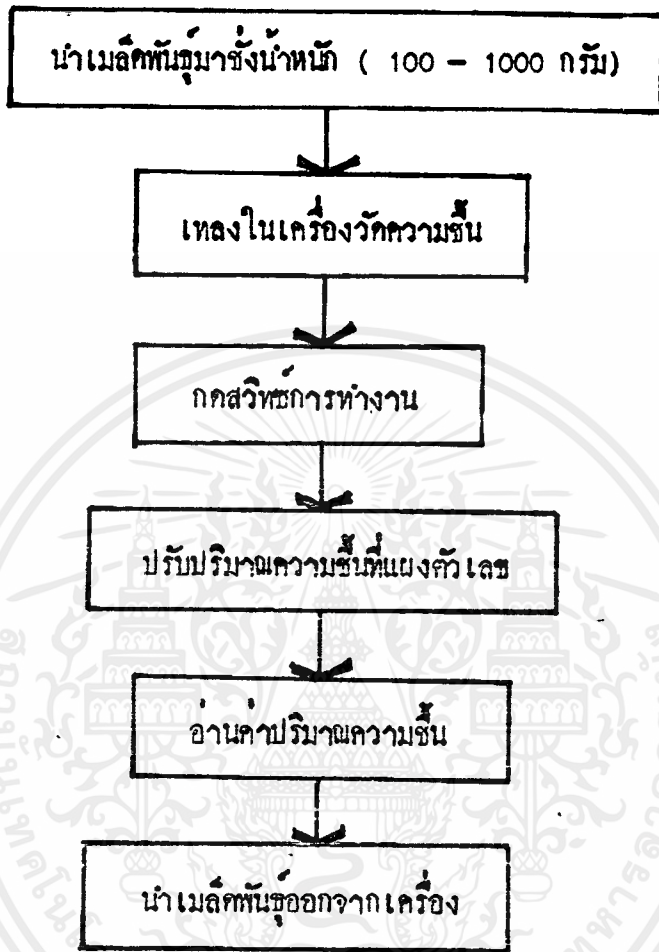 นำเมล็ดพันธุ์มาชั่งน้ำหนัก ( 100 - 1000 กรัม)
เทลงในเครื่องวัดความชื้น
กดสวิทช์การทำงาน
ปรับปริมาณความชื้นที่แผงตัวเลข
อ่านค่าปริมาณความชื้น
นำเมล็ดพันธุ์ออกจากเครื่อง